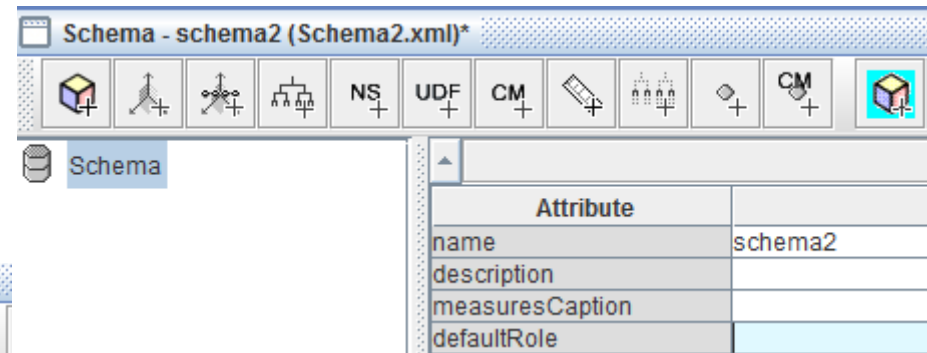 Schema - schema2 (Schema2.xml)*
NS UDF CM CM
Schema
Attribute
name schema2
description
measuresCaption
defaultRole